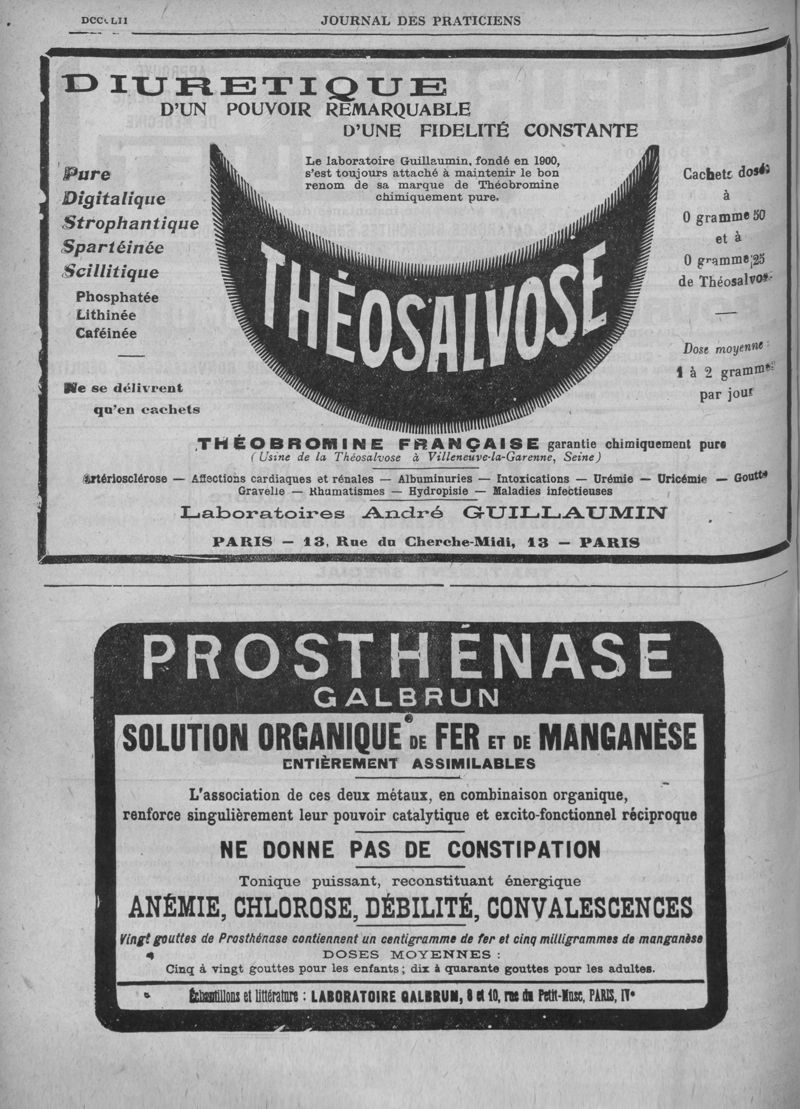 JOURNAL DES PRATICIENS
DIURETIQUE
D'UN POUVOIR REMARQUABLE
D'UNE FIDELITÉ CONSTANTE
Pure
Digitalique
Strophantique
Spartéinée
Scillitique
Phosphatée
Lithinée
Caféinée
Ne se délivrent
qu'en cachets
Le laboratoire Guillaumin, fondé en 1900,
s'est toujours attaché à maintenir le bon
renom de sa marque de Théobromine
chimiquement pure.
THÉOSALVOSE
Cachets dosés
à
0 gramme 50
et à
0 gramme 25
de Théosalvose
Dose moyenne :
1 à 2 grammes
par jour
THÉOBROMINE FRANÇAISE garantie chimiquement pure
(Usine de la Théosalvose à Villeneuve-la-Garenne, Seine)
Artériosclérose — Affections cardiaques et rénales — Albuminuries — Intoxications — Urémie — Uricémie — Goutte
Gravelle — Rhumatismes — Hydropisie — Maladies infectieuses
Laboratoires André GUILLAUMIN
PARIS — 13, Rue du Cherche-Midi, 13 — PARIS
PROSTHÉNASE
GALBRUN
SOLUTION ORGANIQUE DE FER ET DE MANGANÈSE
ENTIÈREMENT ASSIMILABLES
L'association de ces deux métaux, en combinaison organique,
renforce singulièrement leur pouvoir catalytique et excito-fonctionnel réciproque
NE DONNE PAS DE CONSTIPATION
Tonique puissant, reconstituant énergique
ANÉMIE, CHLOROSE, DÉBILITÉ, CONVALESCENCES
Vingt gouttes de Prosthénase contiennent un centigramme de fer et cinq milligrammes de manganèse
DOSES MOYENNES :
Cinq à vingt gouttes pour les enfants ; dix à quarante gouttes pour les adultes.
Échantillons et littérature : LABORATOIRE GALBRUN, 8 et 10, rue du Petit-Musc, PARIS, IVe